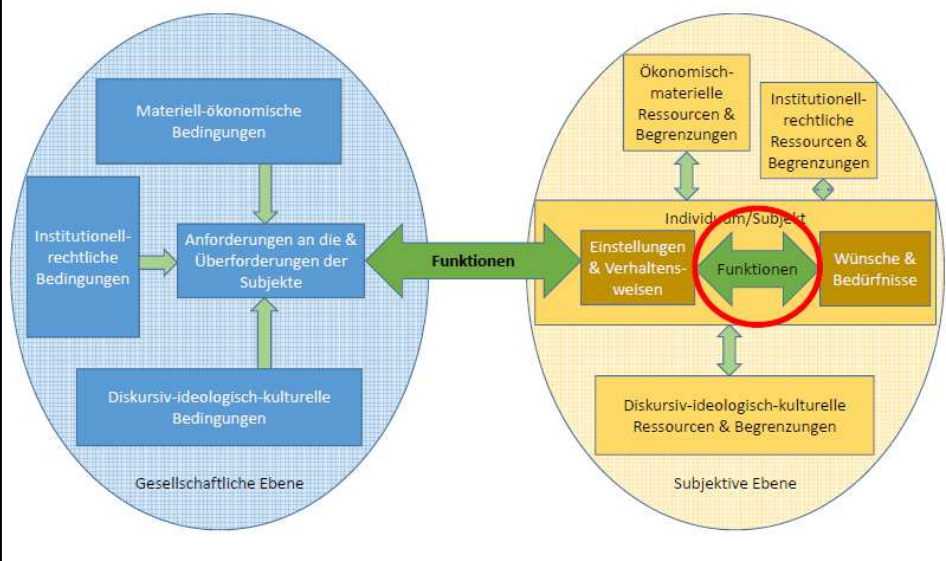 Materiell-ökonomische
Bedingungen
Institutionell-
rechtliche
Bedingungen
Anforderungen an die &
Überforderungen der
Subjekte
Diskursiv-ideologisch-kulturelle
Bedingungen
Gesellschaftliche Ebene
Funktionen
Ökonomisch-
materielle
Ressourcen &
Begrenzungen
Institutionell-
rechtliche
Ressourcen &
Begrenzungen
Individuum/Subjekt
Einstellungen
& Verhaltens-
weisen
Funktionen
Wünsche &
Bedürfnisse
Diskursiv-ideologisch-kulturelle
Ressourcen & Begrenzungen
Subjektive Ebene